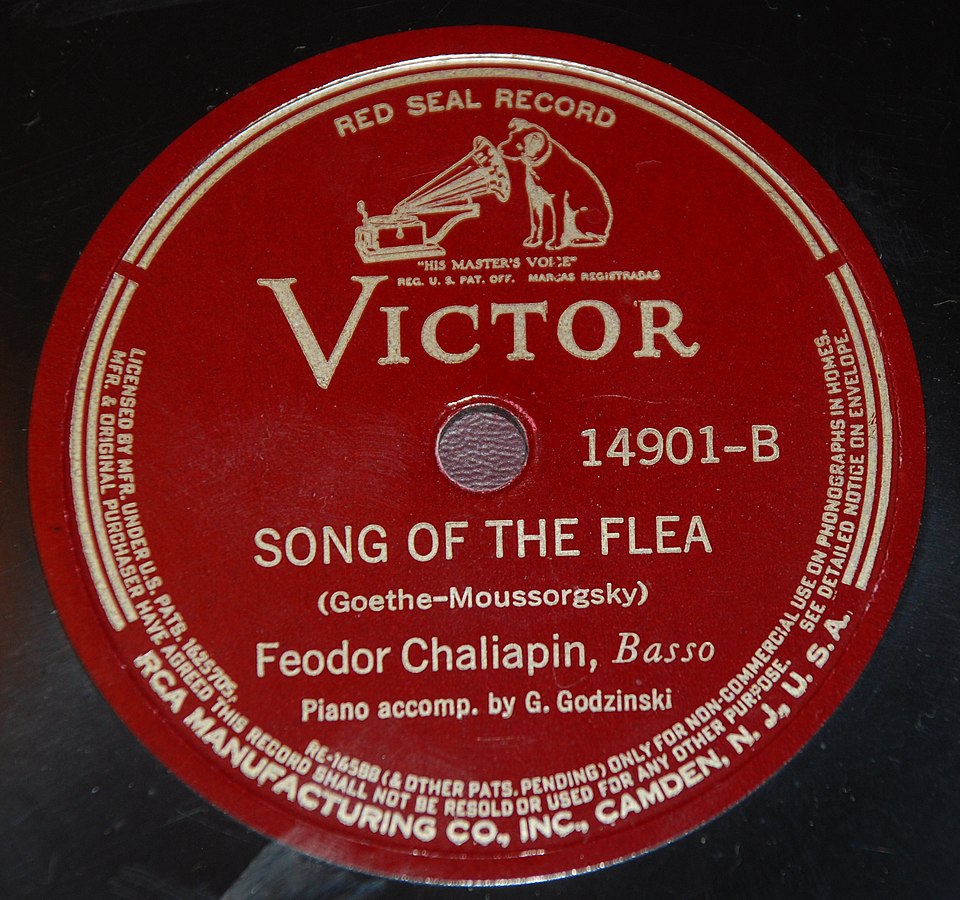 RED SEAL RECORD
"HIS MASTER'S VOICE"
REG. U. S. PAT. OFF. MARCAS REGISTRADAS
VICTOR
14901-B
SONG OF THE FLEA
(Goethe-Moussorgsky)
Feodor Chaliapin, Basso
Piano accomp. by G. Godzinski
LICENSED BY MFR. UNDER U.S. PATS. 1625705, RE-16588 (& OTHER PATS. PENDING) ONLY FOR NON-COMMERCIAL USE ON PHONOGRAPHS IN HOMES.
MFR. & ORIGINAL PURCHASER HAVE AGREED THIS RECORD SHALL NOT BE RESOLD OR USED FOR ANY OTHER PURPOSE. SEE DETAILED NOTICE ON ENVELOPE.
RCA MANUFACTURING CO., INC., CAMDEN, N. J., U. S. A.